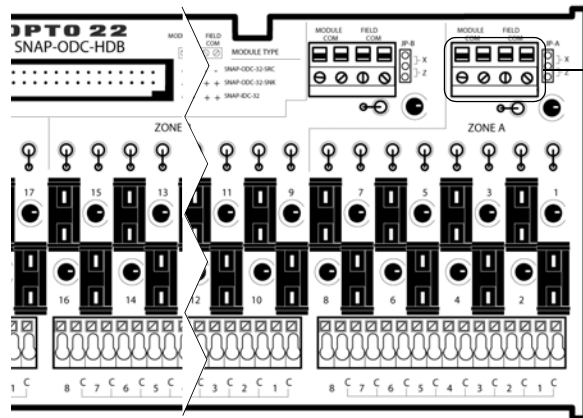 OPTO 22
SNAP-ODC-HDB
FIELD
COM
MODULE TYPE
- SNAP-ODC-32-SRC
+ + SNAP-ODC-32-SNK
+ + SNAP-IDC-32
MODULE
COM
FIELD
COM
JP-B
X
Z
MODULE
COM
FIELD
COM
JP-A
X
Z
ZONE
ZONE A
17 15 13 11 9 7 5 3 1
16 14 12 10 8 6 4 2
1 C 8 C 7 C 6 C 5 C 3 C 2 C 1 C 8 C 7 C 6 C 5 C 4 C 3 C 2 C 1 C